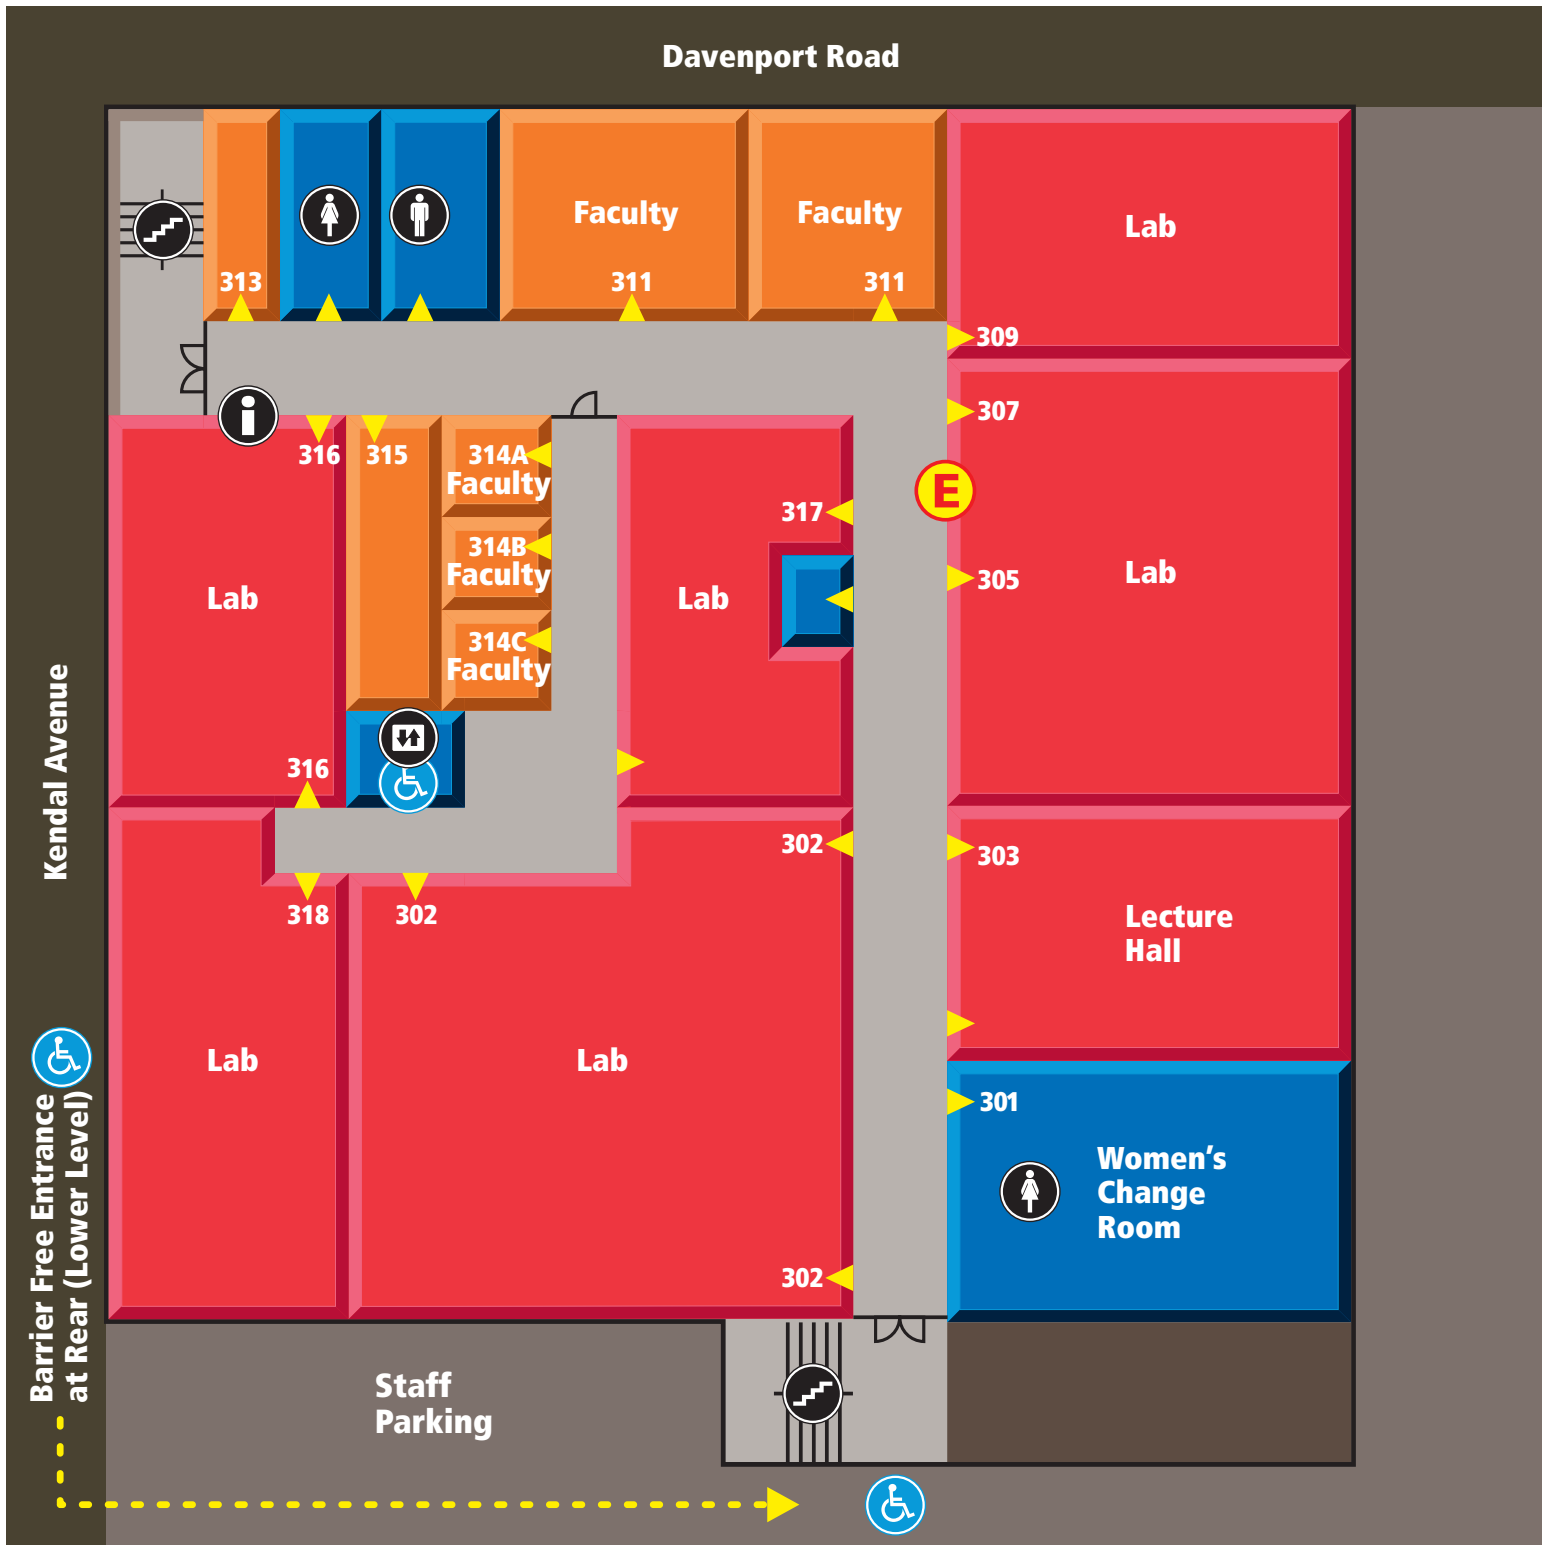 Davenport Road
313
Faculty
311
Faculty
311
Lab
309
307
316
315
314A
Faculty
314B
Faculty
314C
Faculty
317
E
305
Lab
Lab
Lab
Kendal Avenue
316
302
303
318
302
Lecture
Hall
Lab
Lab
301
Women’s
Change
Room
302
Barrier Free Entrance
at Rear (Lower Level)
Staff
Parking